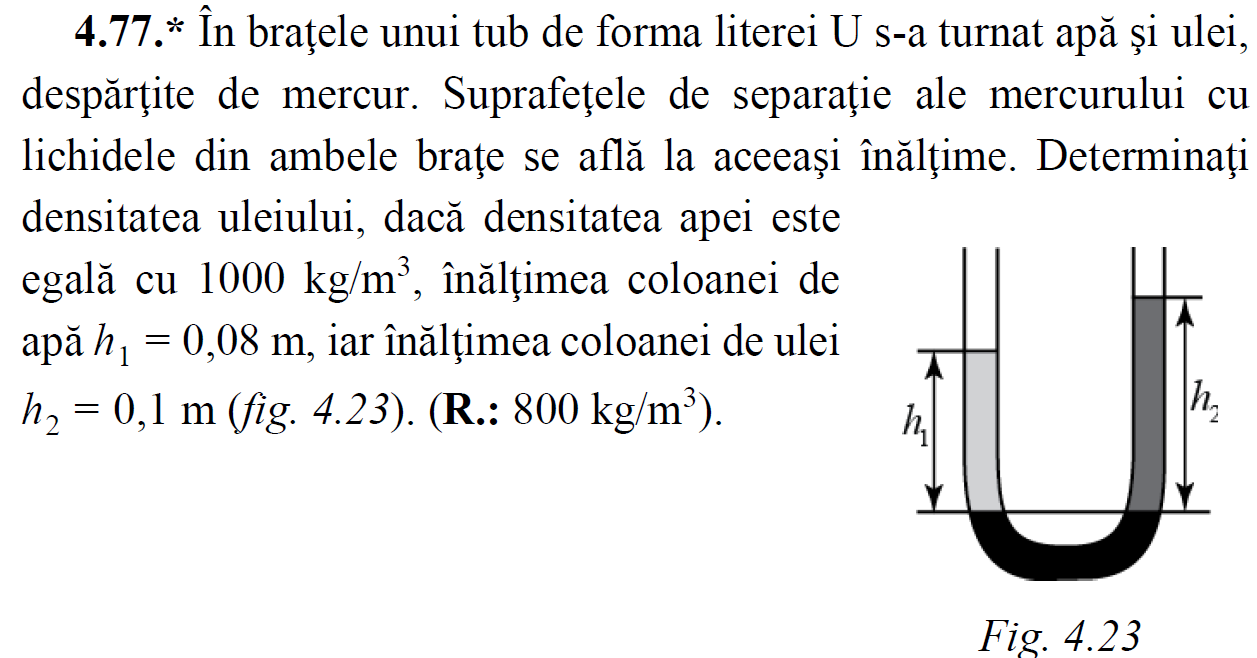 4.77.* În braţele unui tub de forma literei U s-a turnat apă şi ulei,
despărţite de mercur. Suprafeţele de separaţie ale mercurului cu
lichidele din ambele braţe se află la aceeaşi înălţime. Determinaţi
densitatea uleiului, dacă densitatea apei este
egală cu 1000 kg/m³, înălţimea coloanei de
apă h₁ = 0,08 m, iar înălţimea coloanei de ulei
h₂ = 0,1 m (fig. 4.23). (R.: 800 kg/m³).
h₁
h₂
Fig. 4.23